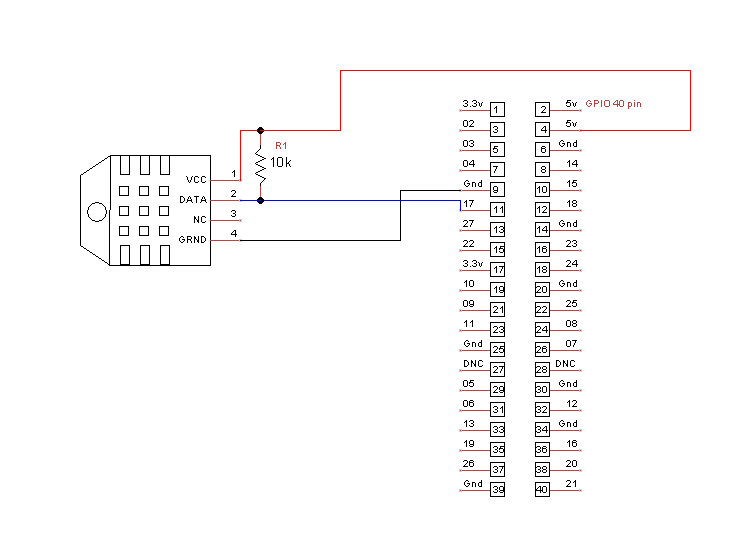 R1
10k
VCC 1
DATA 2
NC 3
GRND 4
GPIO 40 pin
3.3v 1 2 5v
02 3 4 5v
03 5 6 Gnd
04 7 8 14
Gnd 9 10 15
17 11 12 18
27 13 14 Gnd
22 15 16 23
3.3v 17 18 24
10 19 20 Gnd
09 21 22 25
11 23 24 08
Gnd 25 26 07
DNC 27 28 DNC
05 29 30 Gnd
06 31 32 12
13 33 34 Gnd
19 35 36 16
26 37 38 20
Gnd 39 40 21